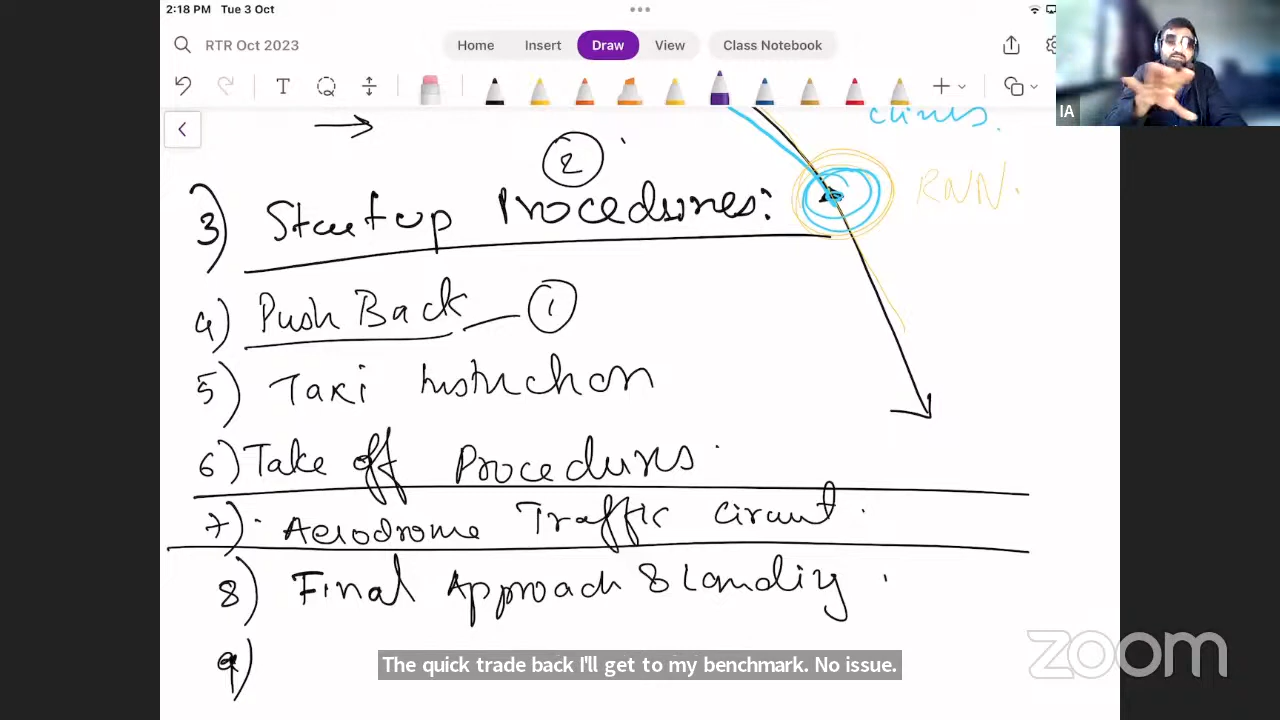 2:18 PM Tue 3 Oct
RTR Oct 2023
Home Insert Draw View Class Notebook
IA
RNN.
2
3) Startup Procedures:
4) Push Back — 1
5) Taxi Instruction
6) Take off Procedures.
7) Aerodrome Traffic Circuit.
8) Final Approach & Landing.
9)
The quick trade back I'll get to my benchmark. No issue.
zoom